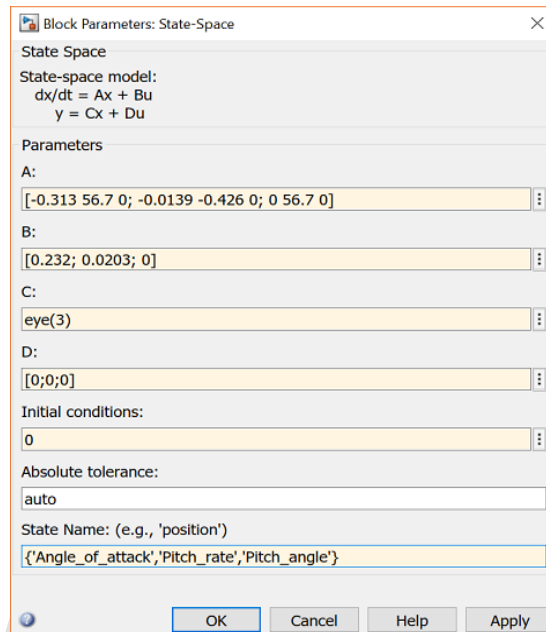 Block Parameters: State-Space
State Space
State-space model:
dx/dt = Ax + Bu
y = Cx + Du
Parameters
A:
[-0.313 56.7 0; -0.0139 -0.426 0; 0 56.7 0]
B:
[0.232; 0.0203; 0]
C:
eye(3)
D:
[0;0;0]
Initial conditions:
0
Absolute tolerance:
auto
State Name: (e.g., 'position')
{'Angle_of_attack','Pitch_rate','Pitch_angle'}
OK Cancel Help Apply